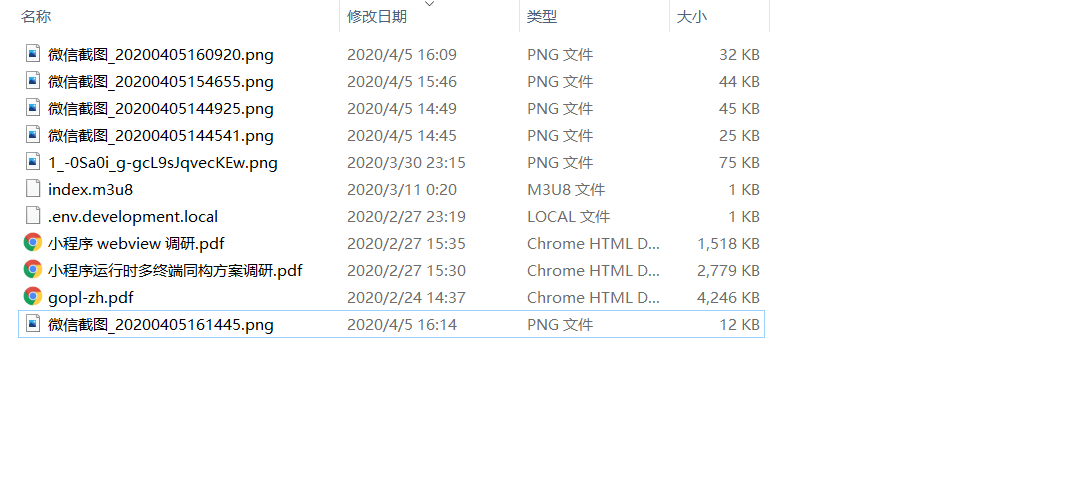 名称 修改日期 类型 大小
微信截图_20200405160920.png 2020/4/5 16:09 PNG 文件 32 KB
微信截图_20200405154655.png 2020/4/5 15:46 PNG 文件 44 KB
微信截图_20200405144925.png 2020/4/5 14:49 PNG 文件 45 KB
微信截图_20200405144541.png 2020/4/5 14:45 PNG 文件 25 KB
1_-0Sa0i_g-gcL9sJqvecKEw.png 2020/3/30 23:15 PNG 文件 75 KB
index.m3u8 2020/3/11 0:20 M3U8 文件 1 KB
.env.development.local 2020/2/27 23:19 LOCAL 文件 1 KB
小程序 webview 调研.pdf 2020/2/27 15:35 Chrome HTML D... 1,518 KB
小程序运行时多终端同构方案调研.pdf 2020/2/27 15:30 Chrome HTML D... 2,779 KB
gopl-zh.pdf 2020/2/24 14:37 Chrome HTML D... 4,246 KB
微信截图_20200405161445.png 2020/4/5 16:14 PNG 文件 12 KB